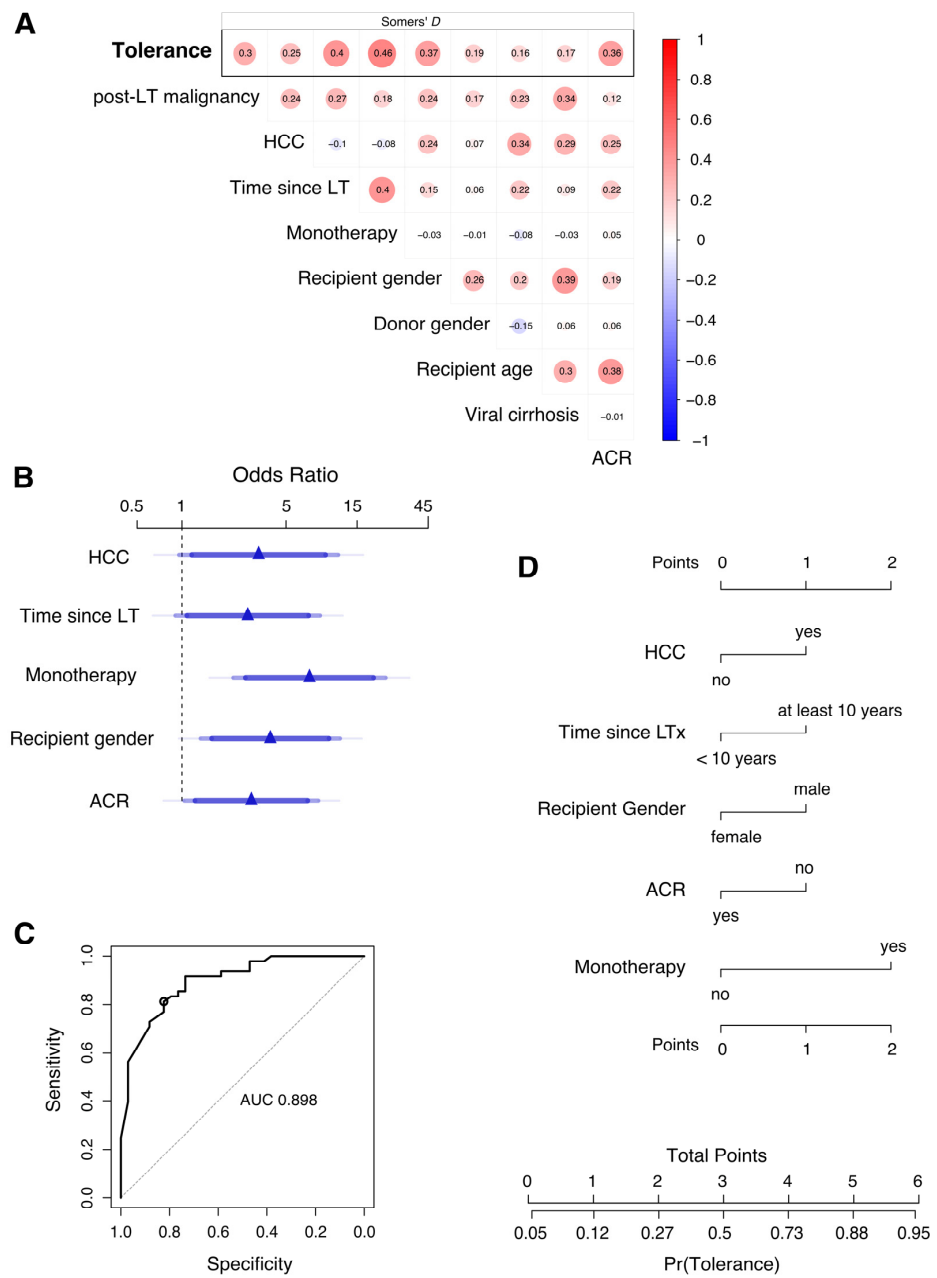 A
Somers' D
Tolerance 0.3 0.25 0.4 0.46 0.37 0.19 0.16 0.17 0.36
post-LT malignancy 0.24 0.27 0.18 0.24 0.17 0.23 0.34 0.12
HCC −0.1 −0.08 0.24 0.07 0.34 0.29 0.25
Time since LT 0.4 0.15 0.06 0.22 0.09 0.22
Monotherapy −0.03 −0.01 −0.08 −0.03 0.05
Recipient gender 0.26 0.2 0.39 0.19
Donor gender −0.15 0.06 0.06
Recipient age 0.3 0.38
Viral cirrhosis −0.01
ACR
1
0.8
0.6
0.4
0.2
0
−0.2
−0.4
−0.6
−0.8
−1
B
Odds Ratio
0.5 1 5 15 45
HCC
Time since LT
Monotherapy
Recipient gender
ACR
C
Sensitivity
1.0
0.8
0.6
0.4
0.2
0.0
AUC 0.898
1.0 0.8 0.6 0.4 0.2 0.0
Specificity
D
Points 0 1 2
yes
HCC
no
at least 10 years
Time since LTx
< 10 years
male
Recipient Gender
female
no
ACR
yes
yes
Monotherapy
no
Points 0 1 2
Total Points
0 1 2 3 4 5 6
0.05 0.12 0.27 0.5 0.73 0.88 0.95
Pr(Tolerance)